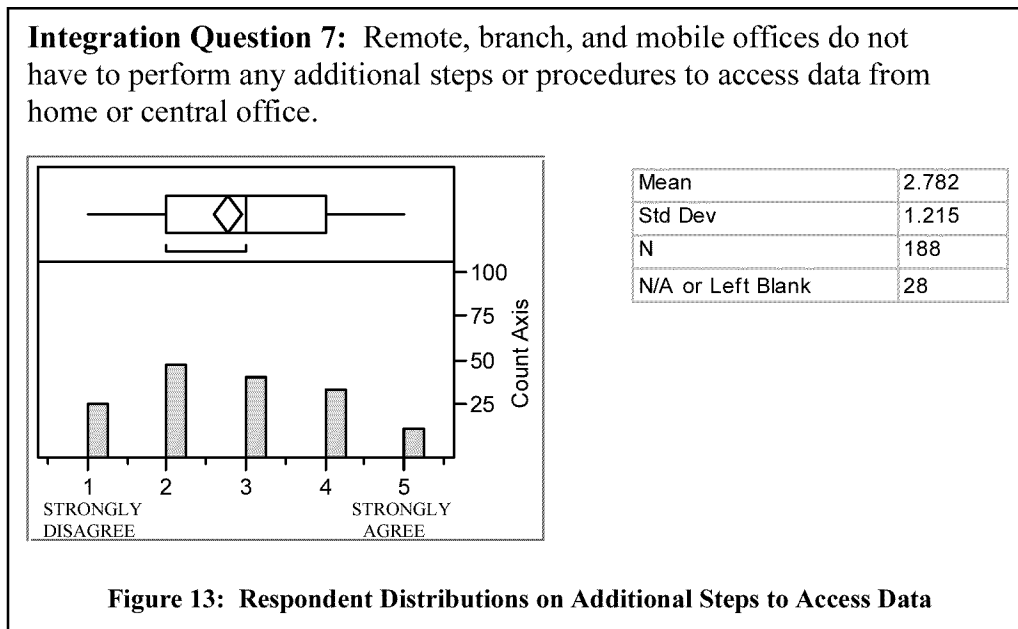 Integration Question 7: Remote, branch, and mobile offices do not
have to perform any additional steps or procedures to access data from
home or central office.
100
75
50
25
Count Axis
1 2 3 4 5
STRONGLY DISAGREE
STRONGLY AGREE
Mean 2.782
Std Dev 1.215
N 188
N/A or Left Blank 28
Figure 13: Respondent Distributions on Additional Steps to Access Data